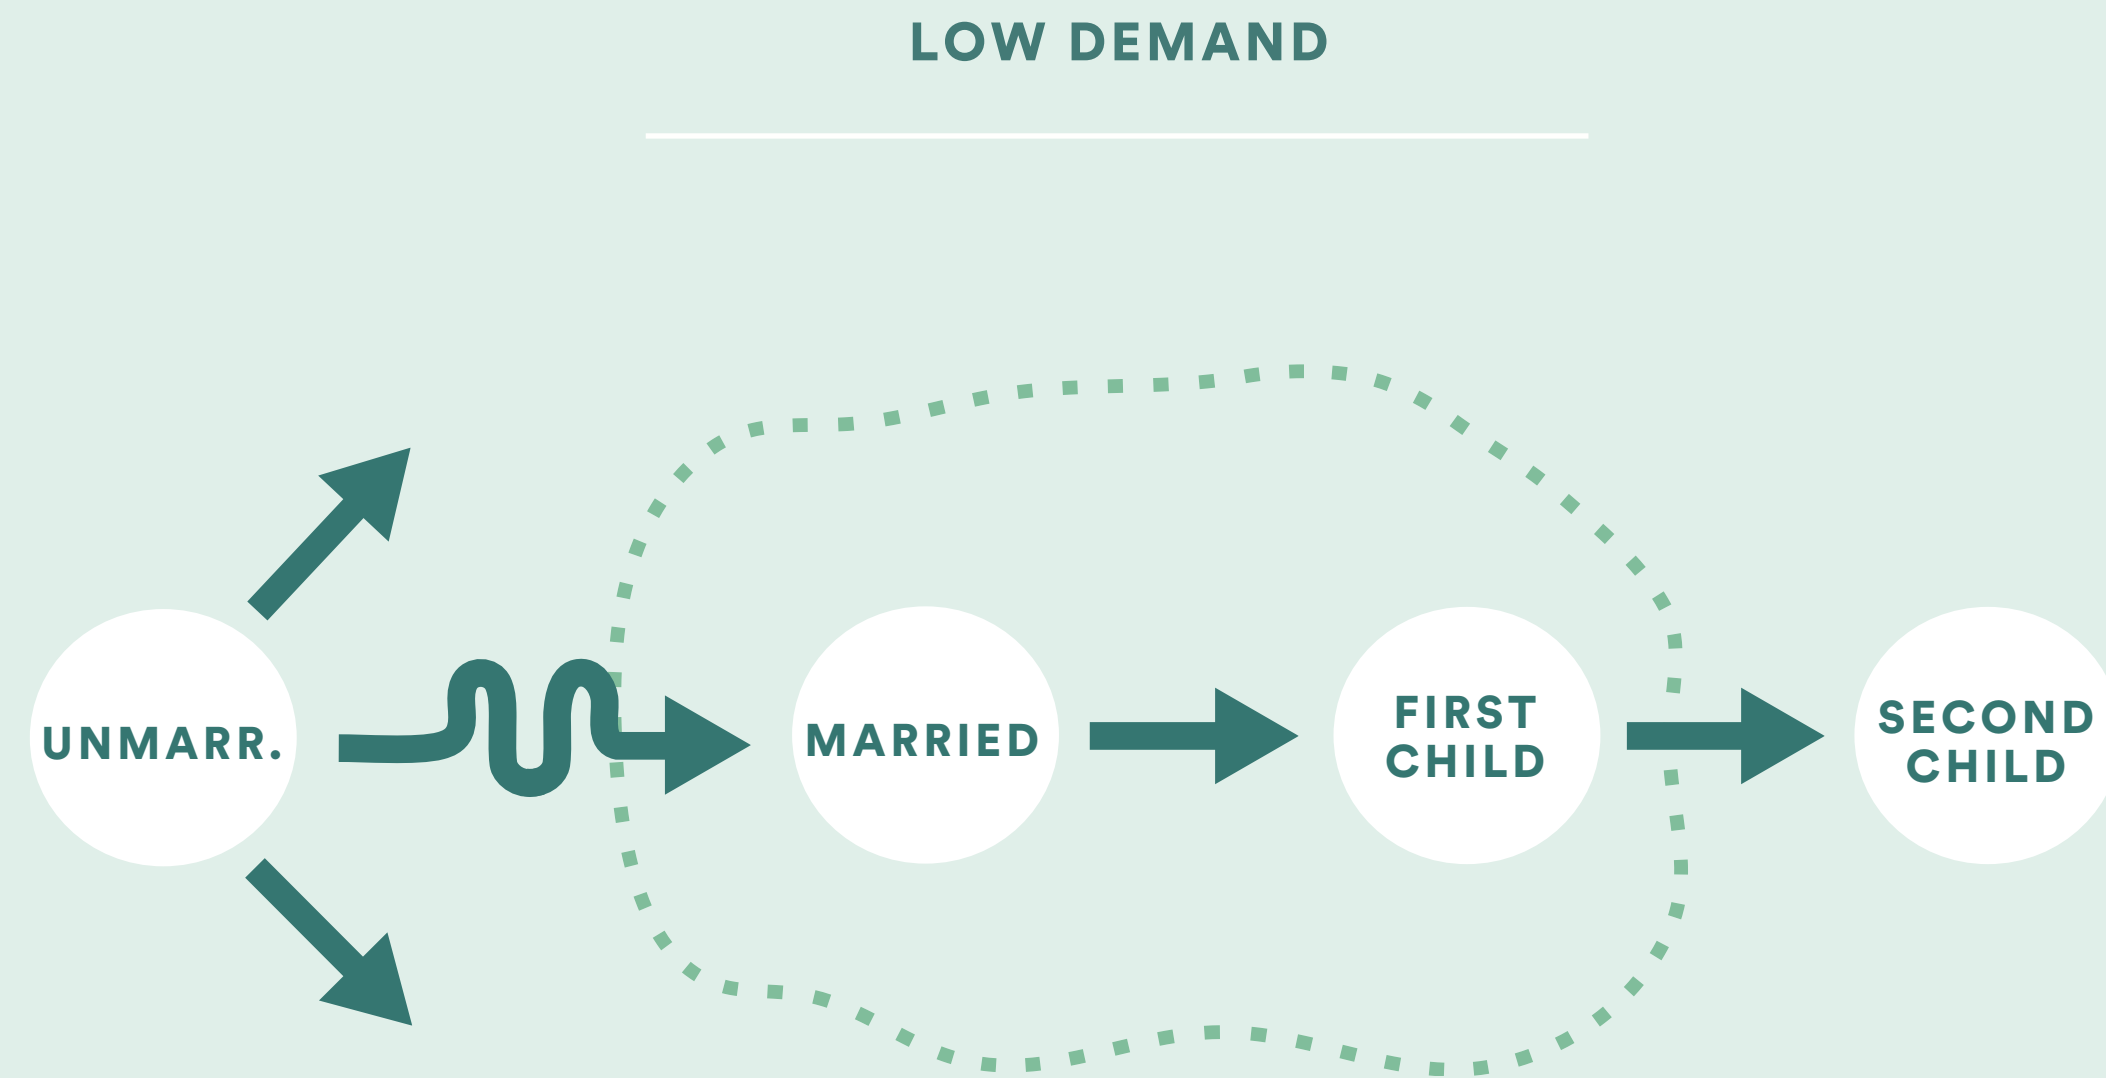 LOW DEMAND
UNMARR.
MARRIED
FIRST
CHILD
SECOND
CHILD